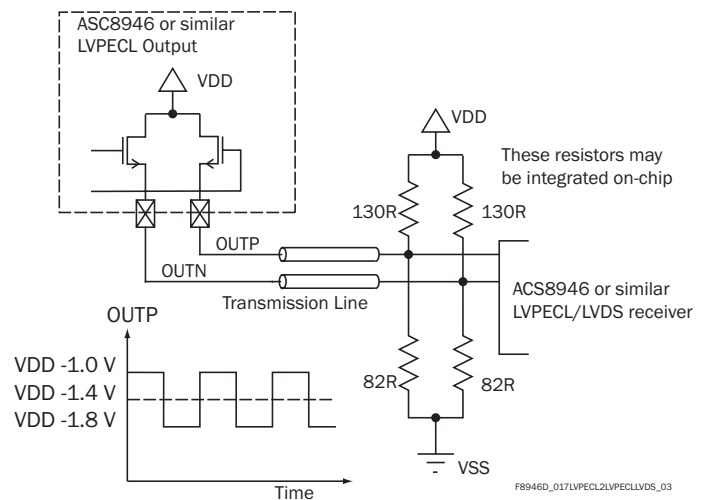 ASC8946 or similar
LVPECL Output
VDD
VDD
These resistors may
be integrated on-chip
130R
130R
OUTP
OUTN
Transmission Line
ACS8946 or similar
LVPECL/LVDS receiver
OUTP
VDD -1.0 V
VDD -1.4 V
VDD -1.8 V
82R
82R
VSS
Time
F8946D_017LVPECL2LVPECLLVDS_03